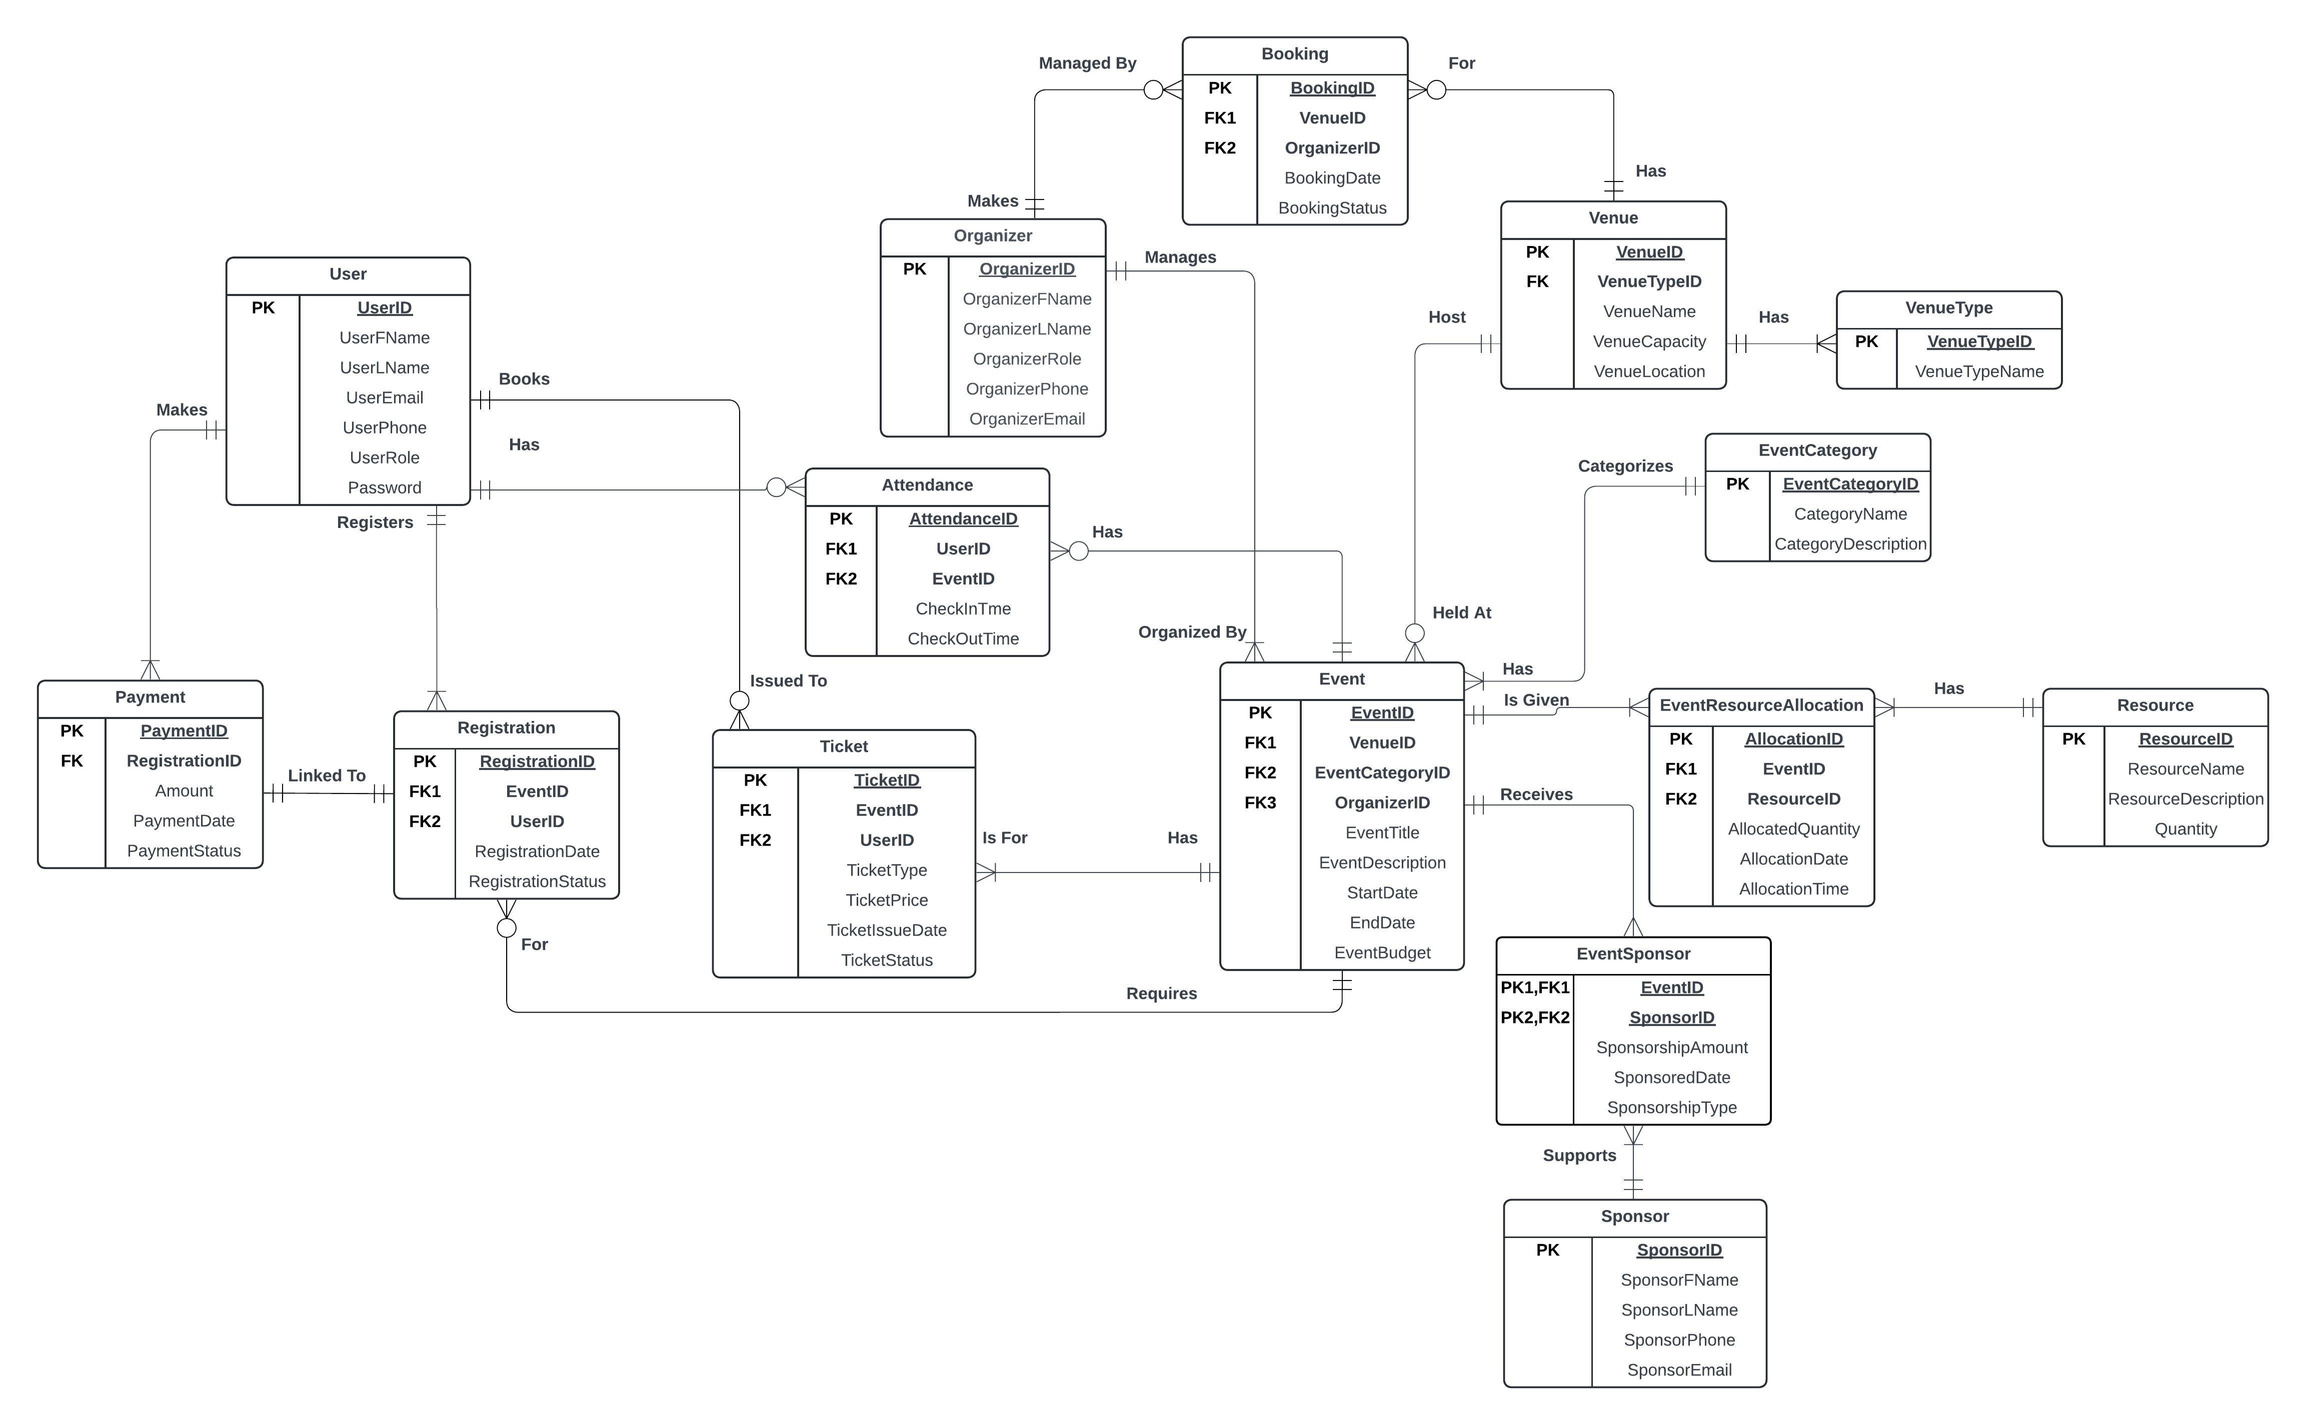 Booking
PK BookingID
FK1 VenueID
FK2 OrganizerID
BookingDate
BookingStatus
Managed By
For
Makes
Has
Organizer
PK OrganizerID
OrganizerFName
OrganizerLName
OrganizerRole
OrganizerPhone
OrganizerEmail
Manages
Venue
PK VenueID
FK VenueTypeID
VenueName
VenueCapacity
VenueLocation
Host
Has
VenueType
PK VenueTypeID
VenueTypeName
User
PK UserID
UserFName
UserLName
UserEmail
UserPhone
UserRole
Password
Makes
Books
Has
Registers
Attendance
PK AttendanceID
FK1 UserID
FK2 EventID
CheckInTme
CheckOutTime
Has
EventCategory
PK EventCategoryID
CategoryName
CategoryDescription
Categorizes
Held At
Organized By
Issued To
Has
Is Given
Has
Payment
PK PaymentID
FK RegistrationID
Amount
PaymentDate
PaymentStatus
Linked To
Registration
PK RegistrationID
FK1 EventID
FK2 UserID
RegistrationDate
RegistrationStatus
For
Ticket
PK TicketID
FK1 EventID
FK2 UserID
TicketType
TicketPrice
TicketIssueDate
TicketStatus
Is For
Has
Event
PK EventID
FK1 VenueID
FK2 EventCategoryID
FK3 OrganizerID
EventTitle
EventDescription
StartDate
EndDate
EventBudget
Requires
Receives
EventResourceAllocation
PK AllocationID
FK1 EventID
FK2 ResourceID
AllocatedQuantity
AllocationDate
AllocationTime
Resource
PK ResourceID
ResourceName
ResourceDescription
Quantity
EventSponsor
PK1,FK1 EventID
PK2,FK2 SponsorID
SponsorshipAmount
SponsoredDate
SponsorshipType
Supports
Sponsor
PK SponsorID
SponsorFName
SponsorLName
SponsorPhone
SponsorEmail